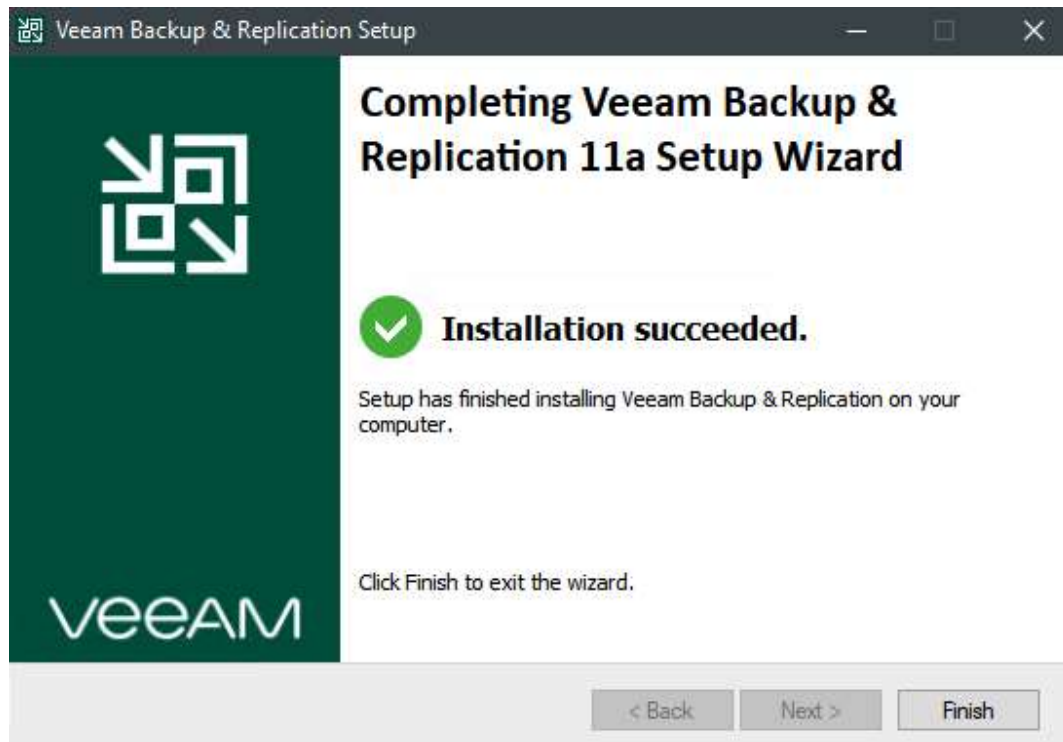 Veeam Backup & Replication Setup
Completing Veeam Backup &
Replication 11a Setup Wizard
Installation succeeded.
Setup has finished installing Veeam Backup & Replication on your
computer.
Click Finish to exit the wizard.
veeAM
< Back
Next >
Finish